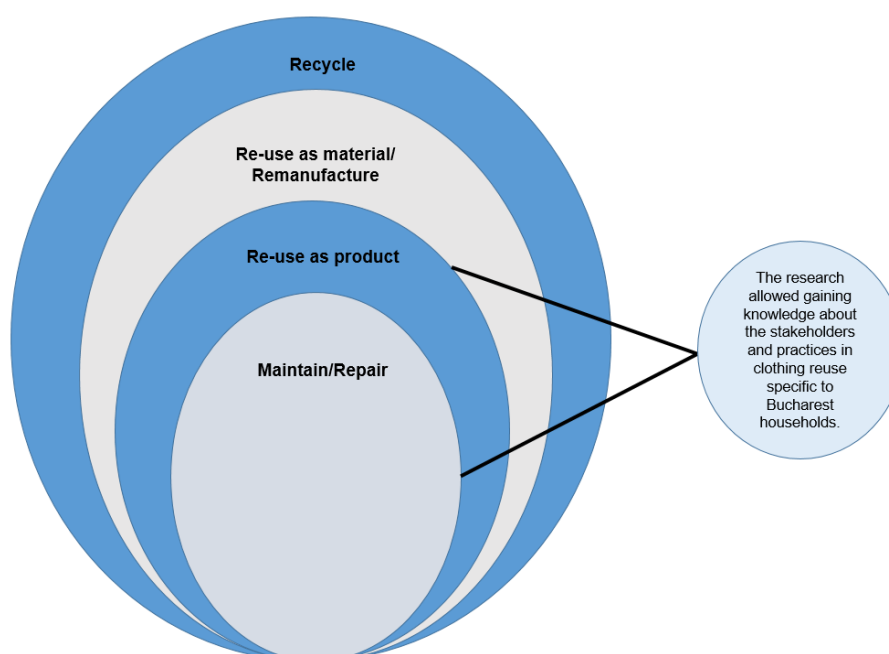 Recycle
Re-use as material/
Remanufacture
Re-use as product
Maintain/Repair
The research
allowed gaining
knowledge about
the stakeholders
and practices in
clothing reuse
specific to
Bucharest
households.